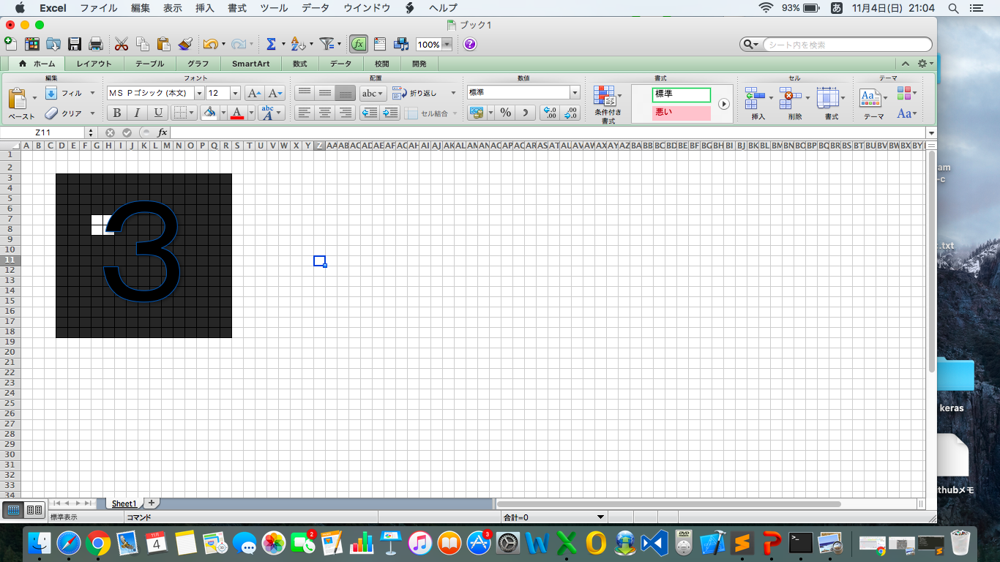 Excel ファイル 編集 表示 挿入 書式 ツール データ ウインドウ ヘルプ 93% あ 11月4日(日) 21:04
ブック1
100% シート内を検索
ホーム レイアウト テーブル グラフ SmartArt 数式 データ 校閲 開発
編集 フォント 配置 数値 書式 セル テーマ
ペースト フィル MS Pゴシック (本文) 12 abc 折り返し 標準 条件付き書式 標準 挿入 削除 書式 テーマ
クリア B I U A abc セル結合 % 悪い Aa
Z11 fx
A B C D E F G H I J K L M N O P Q R S T U V W X Y Z AA AB AC AD AE AF AG AH AI AJ AK AL AM AN AO AP AQ AR AS AT AU AV AW AX AY AZ BA BB BC BD BE BF BG BH BI BJ BK BL BM BN BO BP BQ BR BS BT BU BV BW BX BY
1
2
3
4
5
6
7
8
9
10
11
12
13
14
15
16
17
18
19
20
21
22
23
24
25
26
27
28
29
30
31
32
33
34
3
am
-c
.txt
keras
thubメモ
Sheet1
標準表示 コマンド 合計=0
4 2 3